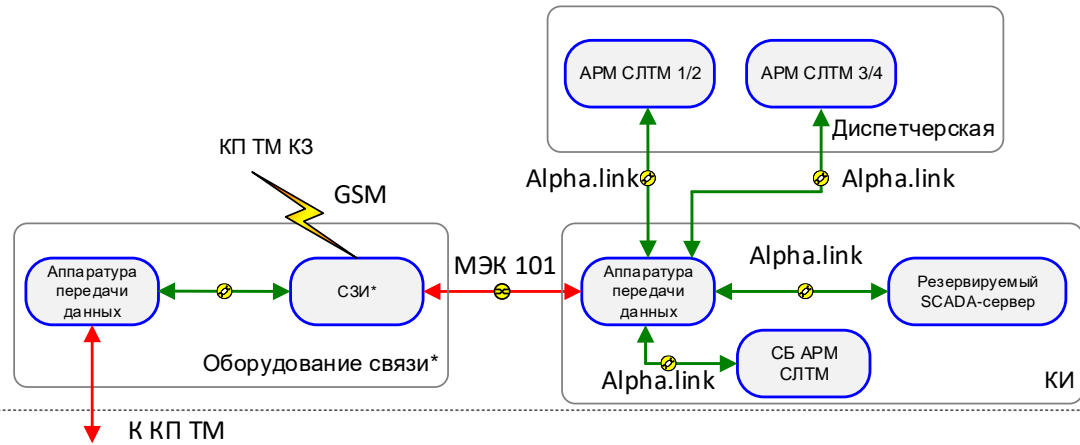 АРМ СЛТМ 1/2
АРМ СЛТМ 3/4
Диспетчерская
КП ТМ КЗ
GSM
Alpha.link
Alpha.link
Аппаратура
передачи
данных
СЗИ*
МЭК 101
Аппаратура
передачи
данных
Alpha.link
Резервируемый
SCADA-сервер
Оборудование связи*
Alpha.link
СБ АРМ
СЛТМ
КИ
К КП ТМ